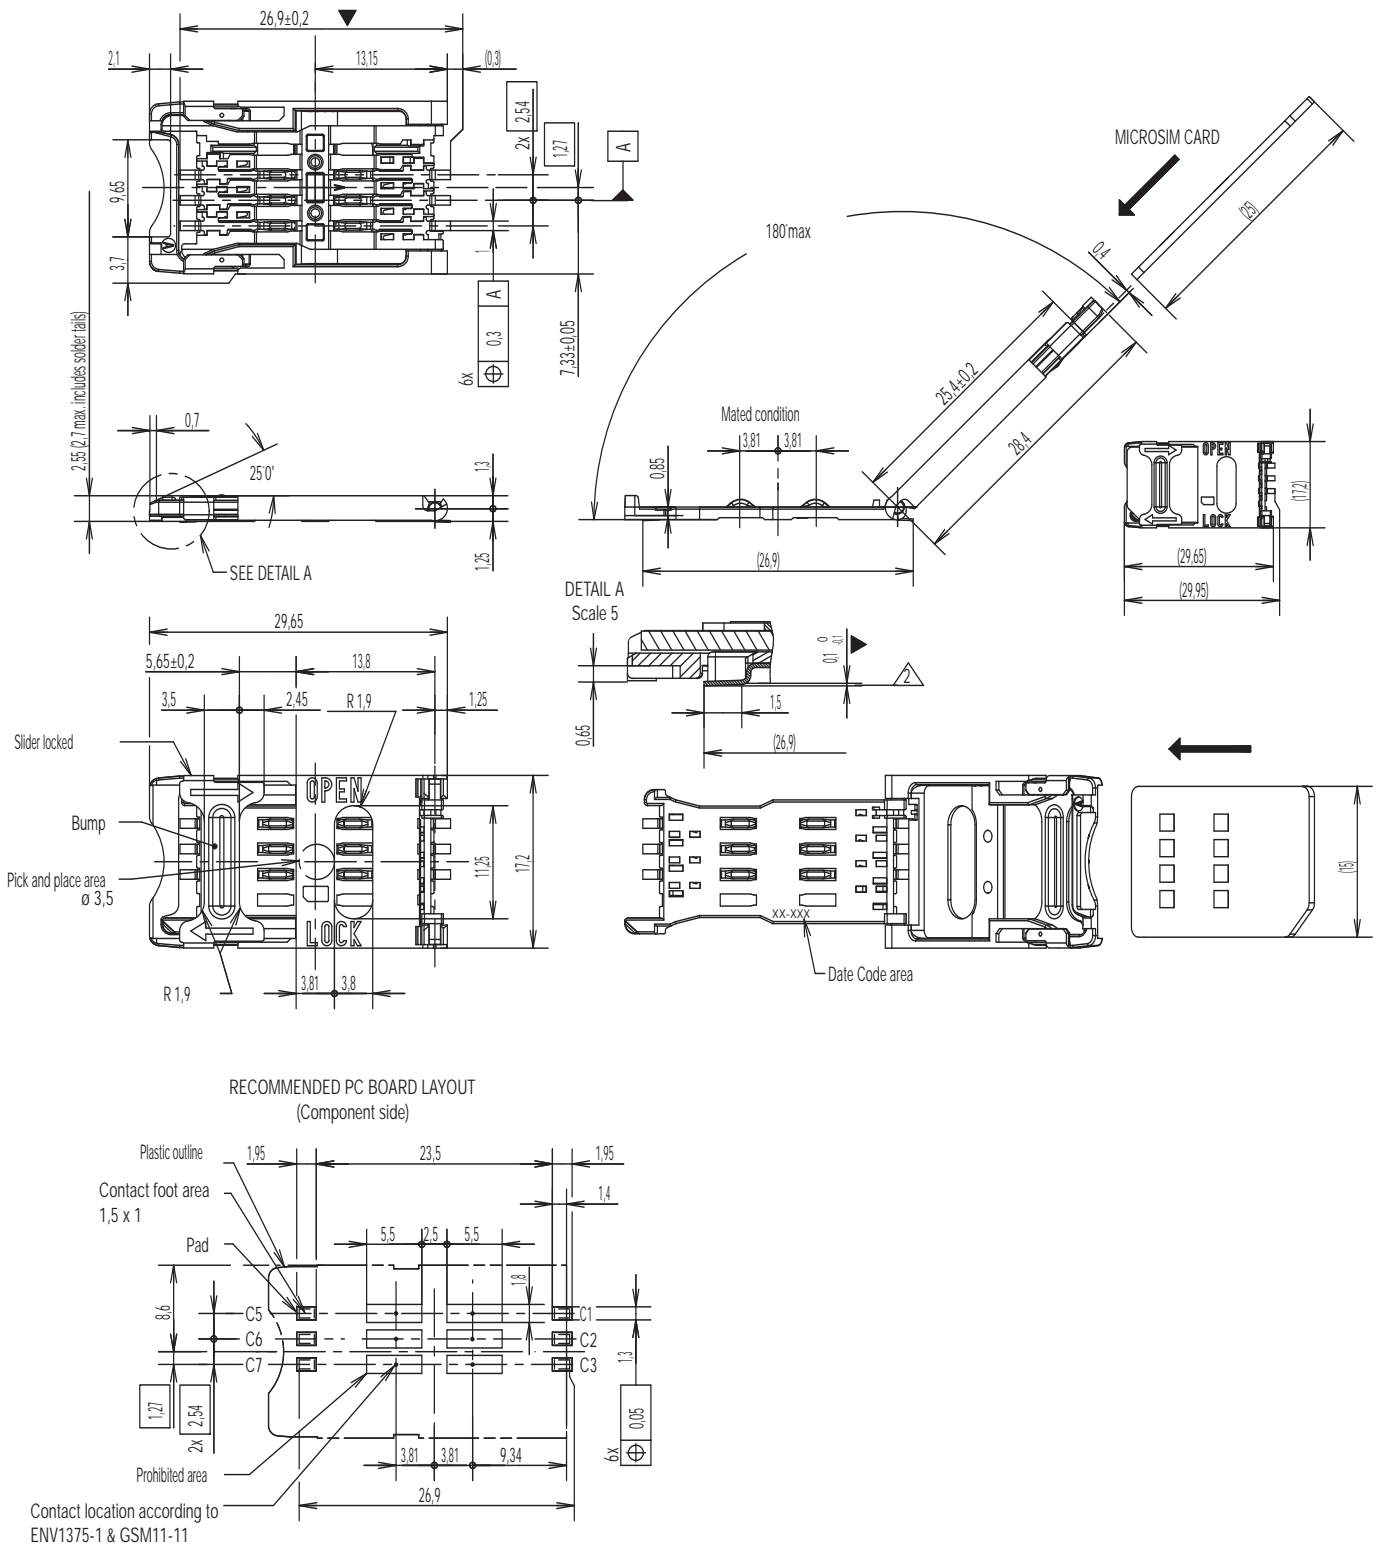 26,9±0,2
2,1
13,15
(0,3)
2x 2,54
1,27
A
9,65
3,7
1
6x 0,3 A
7,33±0,05
2,55 (2,7 max. includes solder tails)
MICROSIM CARD
(25)
180°max
0,4
25,4±0,2
28,4
Mated condition
3,81
3,81
0,85
(26,9)
0,7
25°0'
1,3
1,25
SEE DETAIL A
OPEN
LOCK
(17,2)
(29,65)
(29,95)
DETAIL A
Scale 5
0,1 0 -0,1
2
0,65
1,5
(26,9)
29,65
5,65±0,2
13,8
3,5
2,45
R 1,9
1,25
Slider locked
OPEN
Bump
Pick and place area
ø 3,5
11,25
17,2
LOCK
R 1,9
3,81
3,8
XX-XXX
Date Code area
(15)
RECOMMENDED PC BOARD LAYOUT
(Component side)
Plastic outline
1,95
23,5
1,95
Contact foot area
1,5 x 1
1,4
Pad
5,5
2,5
5,5
1,8
8,6
C5
C1
C6
C2
C7
C3
1,3
1,27
2x 2,54
6x 0,05
3,81
3,81
9,34
Prohibited area
26,9
Contact location according to
ENV1375-1 & GSM11-11